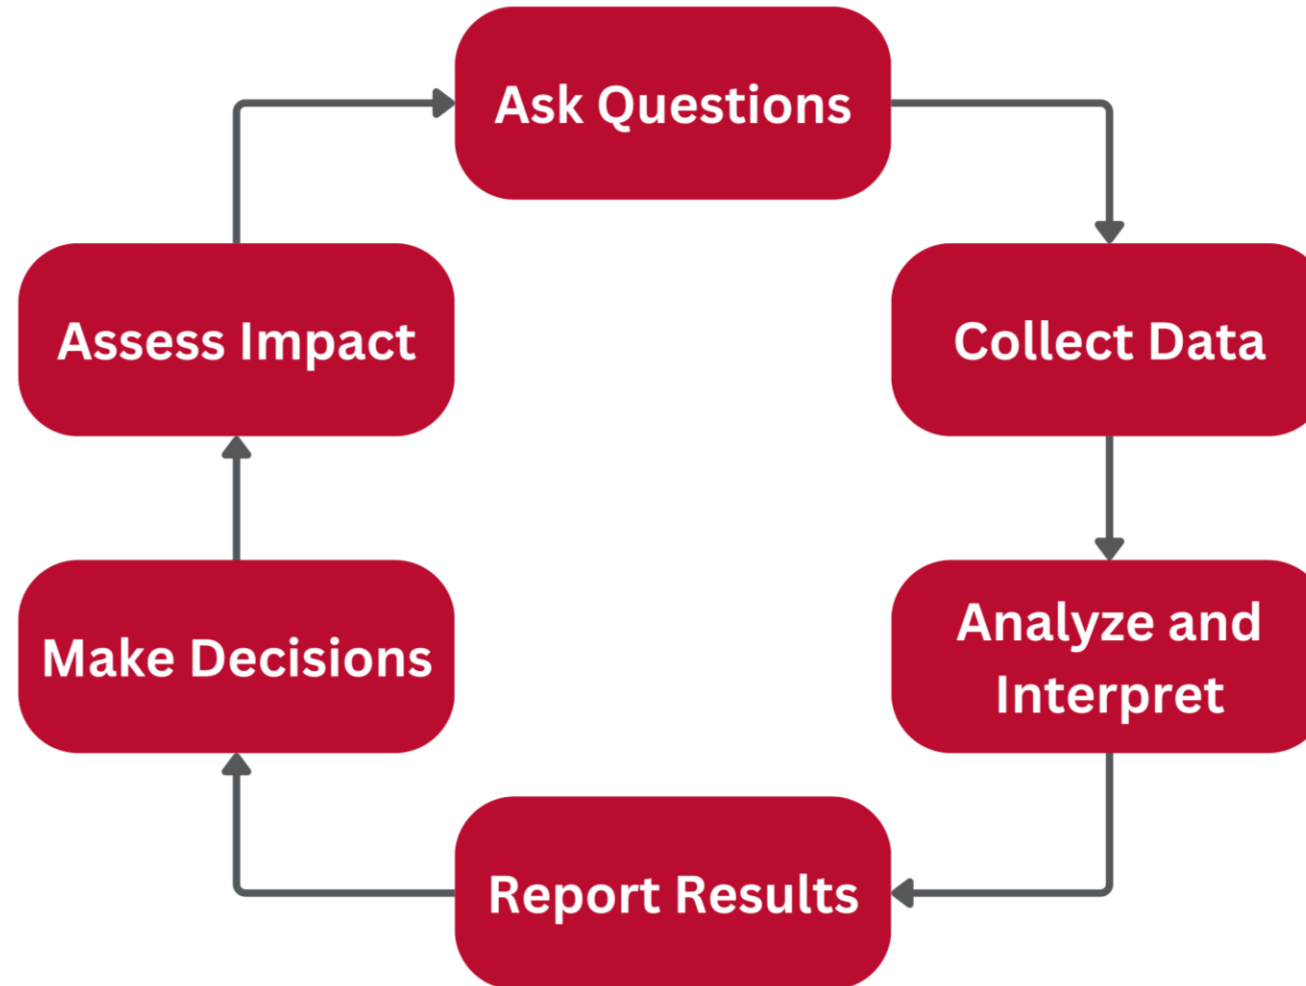 Ask Questions
Collect Data
Analyze and
Interpret
Report Results
Make Decisions
Assess Impact